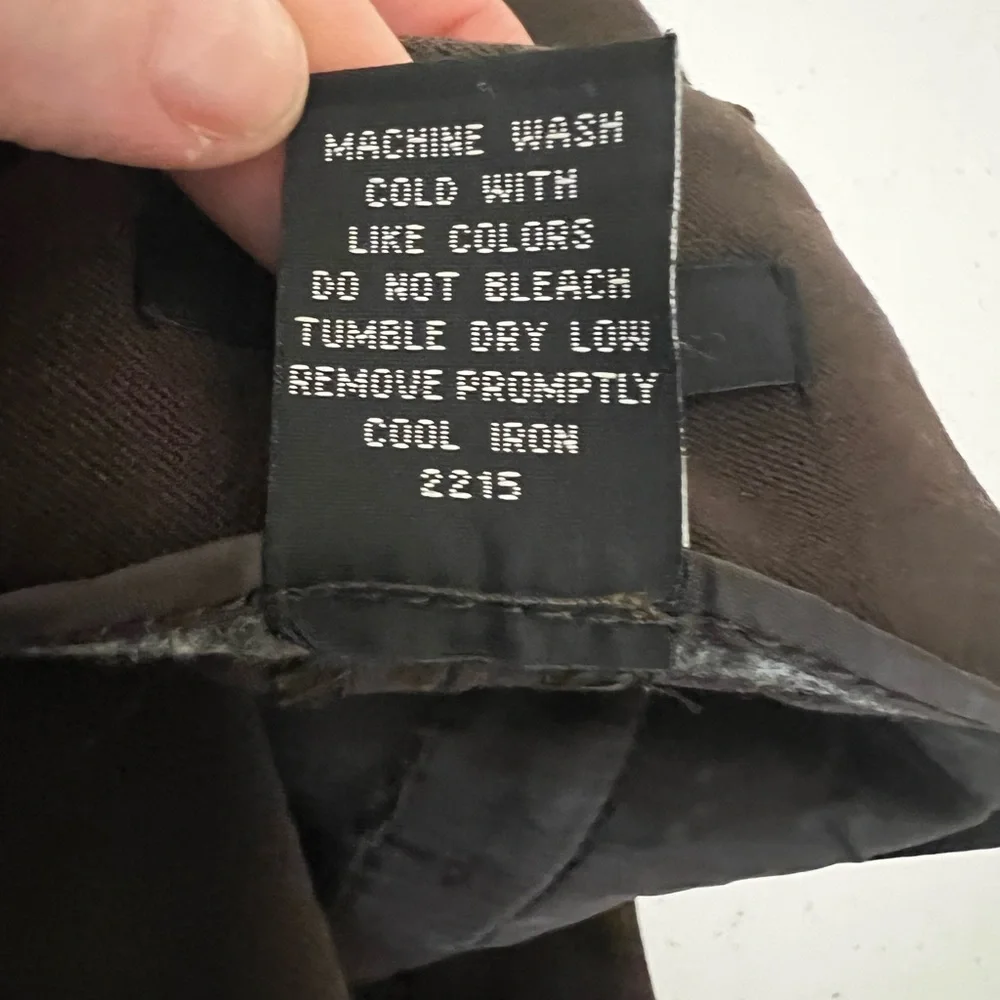 MACHINE WASH
COLD WITH
LIKE COLORS
DO NOT BLEACH
TUMBLE DRY LOW
REMOVE PROMPTLY
COOL IRON
2215